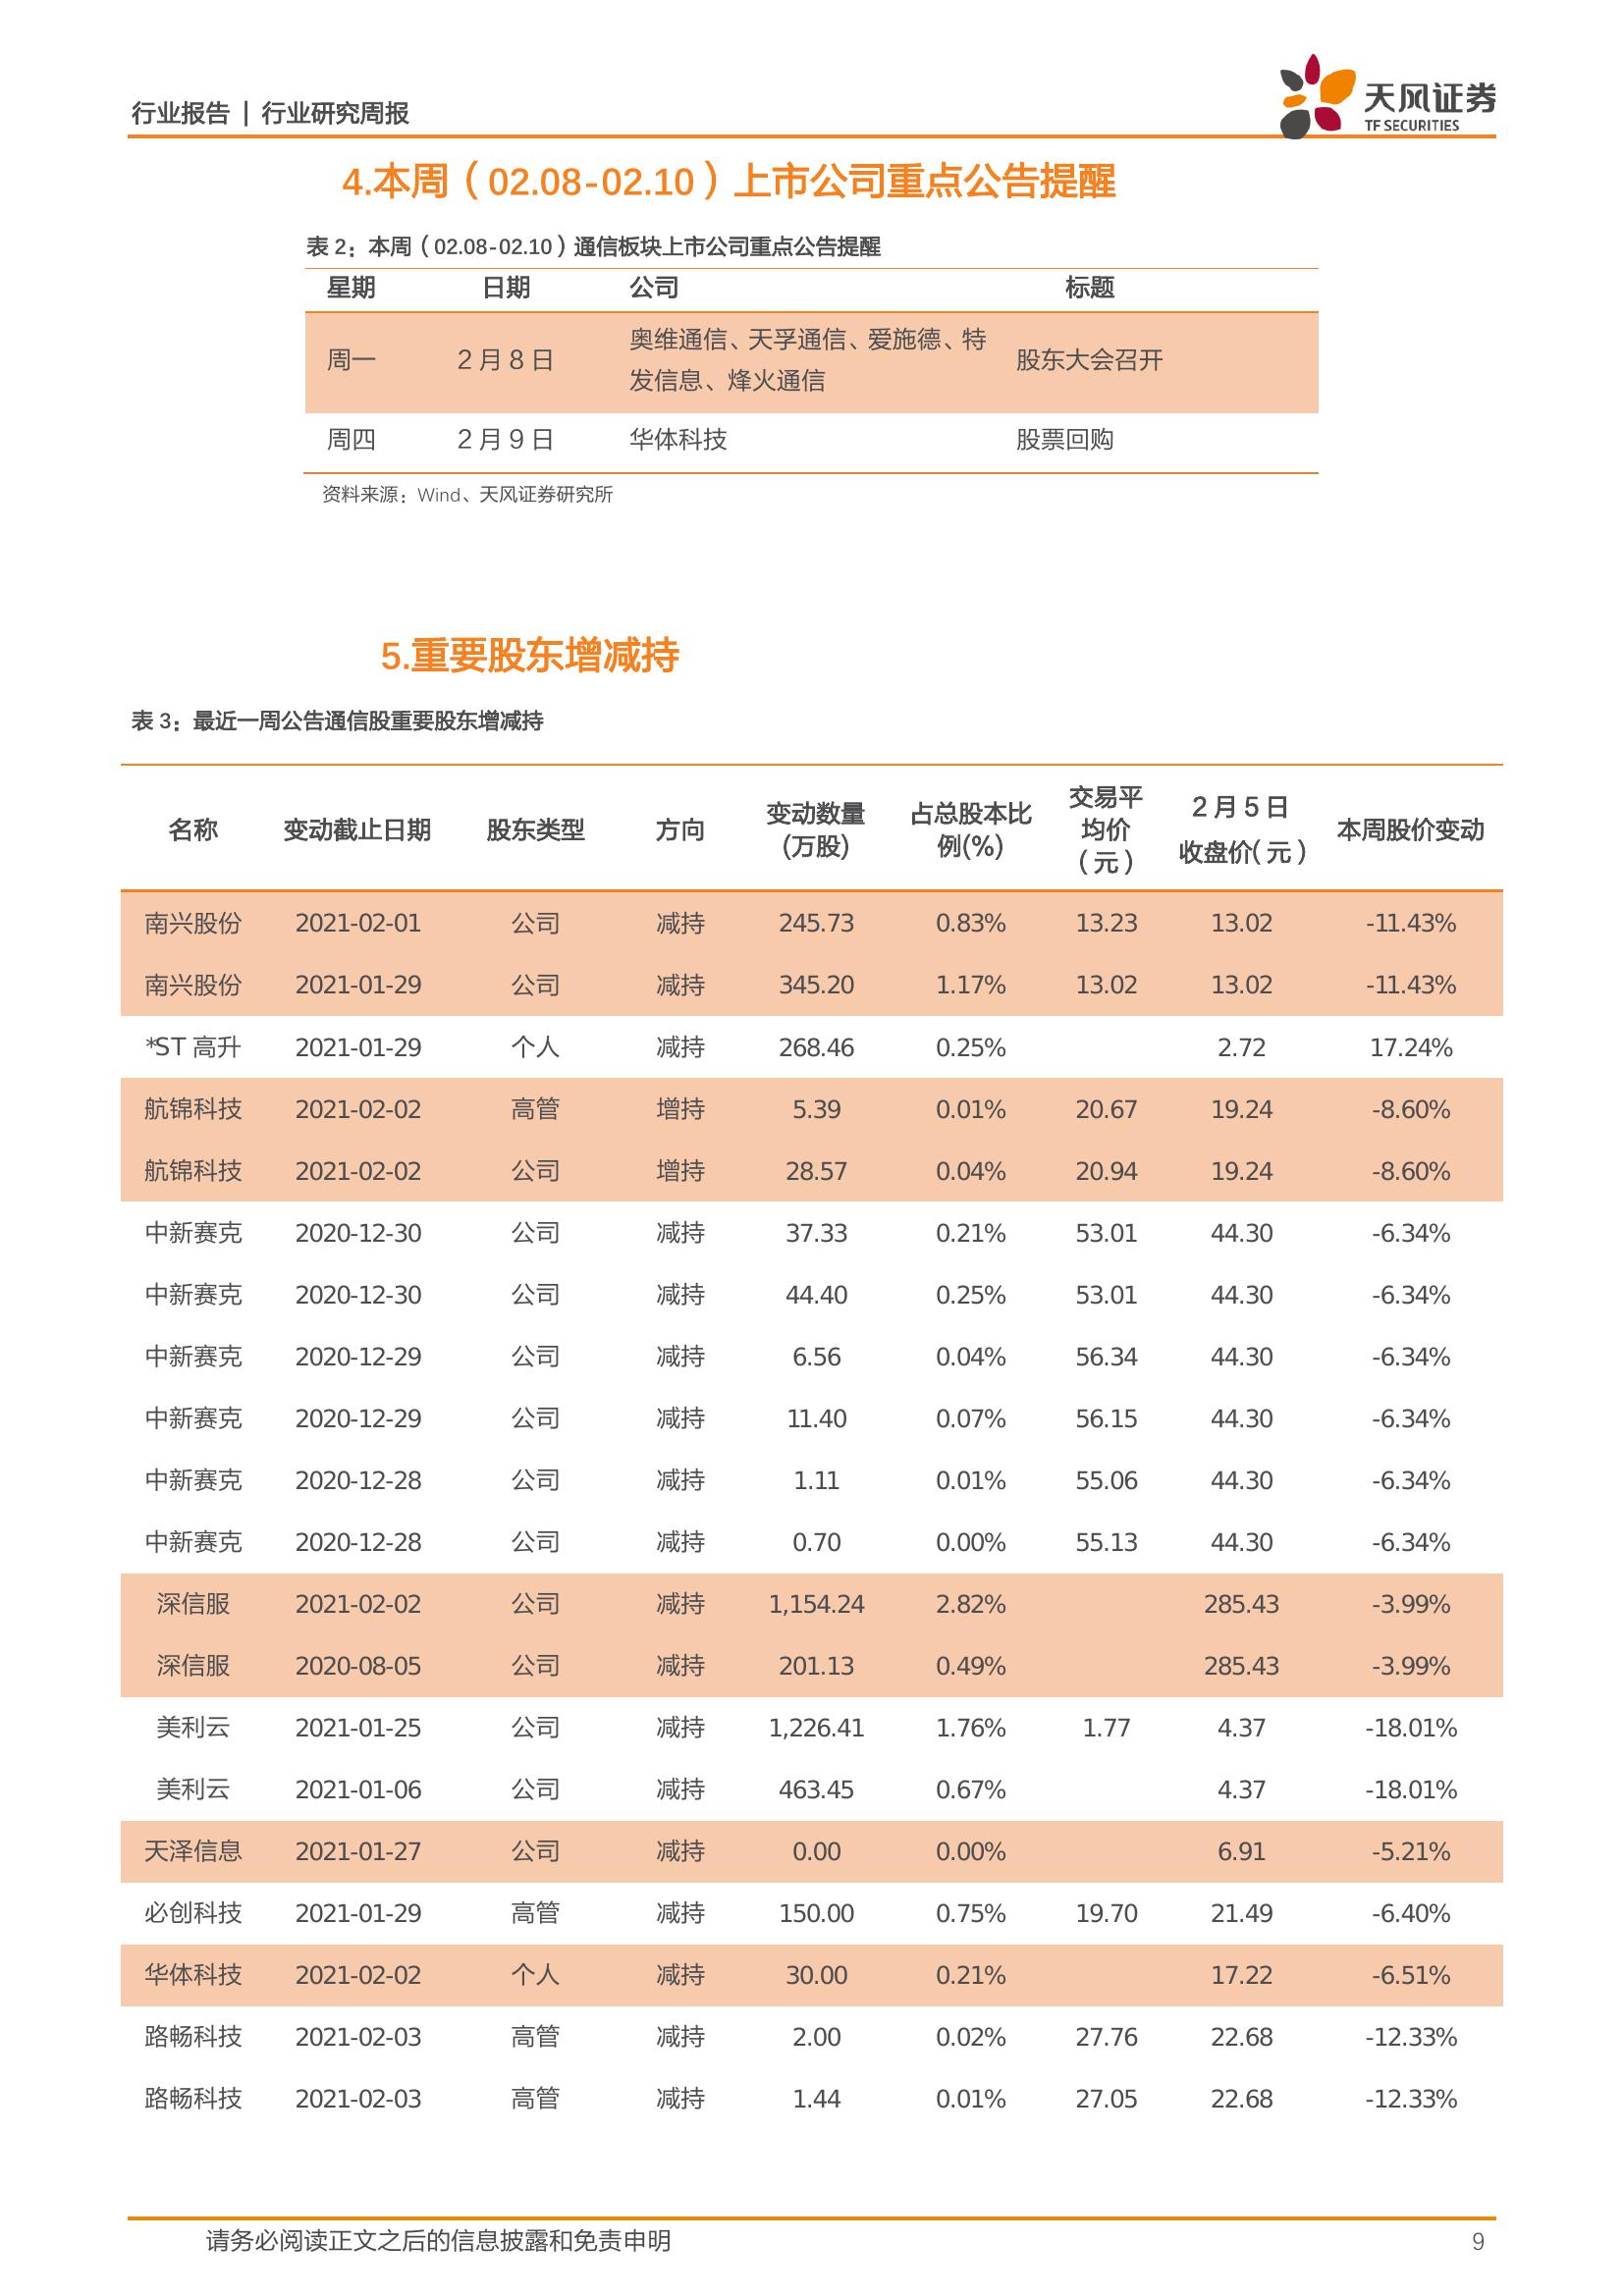 行业报告 | 行业研究周报
天风证券
TF SECURITIES
4.本周（02.08-02.10）上市公司重点公告提醒
表 2：本周（02.08-02.10）通信板块上市公司重点公告提醒
星期 日期 公司 标题
周一 2 月 8 日 奥维通信、天孚通信、爱施德、特 股东大会召开
发信息、烽火通信
周四 2 月 9 日 华体科技 股票回购
资料来源：Wind、天风证券研究所
5.重要股东增减持
表 3：最近一周公告通信股重要股东增减持
名称 变动截止日期 股东类型 方向 变动数量(万股) 占总股本比例(%) 交易平均价（元） 2 月 5 日收盘价(元) 本周股价变动
南兴股份 2021-02-01 公司 减持 245.73 0.83% 13.23 13.02 -11.43%
南兴股份 2021-01-29 公司 减持 345.20 1.17% 13.02 13.02 -11.43%
*ST 高升 2021-01-29 个人 减持 268.46 0.25% 2.72 17.24%
航锦科技 2021-02-02 高管 增持 5.39 0.01% 20.67 19.24 -8.60%
航锦科技 2021-02-02 公司 增持 28.57 0.04% 20.94 19.24 -8.60%
中新赛克 2020-12-30 公司 减持 37.33 0.21% 53.01 44.30 -6.34%
中新赛克 2020-12-30 公司 减持 44.40 0.25% 53.01 44.30 -6.34%
中新赛克 2020-12-29 公司 减持 6.56 0.04% 56.34 44.30 -6.34%
中新赛克 2020-12-29 公司 减持 11.40 0.07% 56.15 44.30 -6.34%
中新赛克 2020-12-28 公司 减持 1.11 0.01% 55.06 44.30 -6.34%
中新赛克 2020-12-28 公司 减持 0.70 0.00% 55.13 44.30 -6.34%
深信服 2021-02-02 公司 减持 1,154.24 2.82% 285.43 -3.99%
深信服 2020-08-05 公司 减持 201.13 0.49% 285.43 -3.99%
美利云 2021-01-25 公司 减持 1,226.41 1.76% 1.77 4.37 -18.01%
美利云 2021-01-06 公司 减持 463.45 0.67% 4.37 -18.01%
天泽信息 2021-01-27 公司 减持 0.00 0.00% 6.91 -5.21%
必创科技 2021-01-29 高管 减持 150.00 0.75% 19.70 21.49 -6.40%
华体科技 2021-02-02 个人 减持 30.00 0.21% 17.22 -6.51%
路畅科技 2021-02-03 高管 减持 2.00 0.02% 27.76 22.68 -12.33%
路畅科技 2021-02-03 高管 减持 1.44 0.01% 27.05 22.68 -12.33%
请务必阅读正文之后的信息披露和免责申明 9